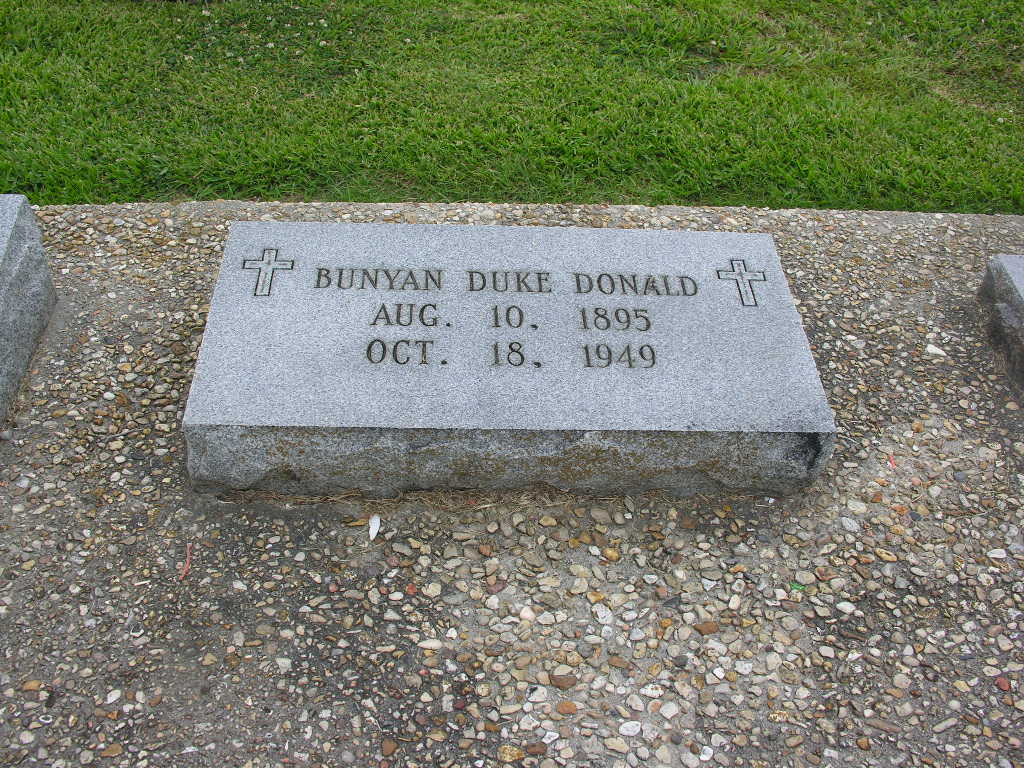 BUNYAN DUKE DONALD
AUG. 10, 1895
OCT. 18, 1949